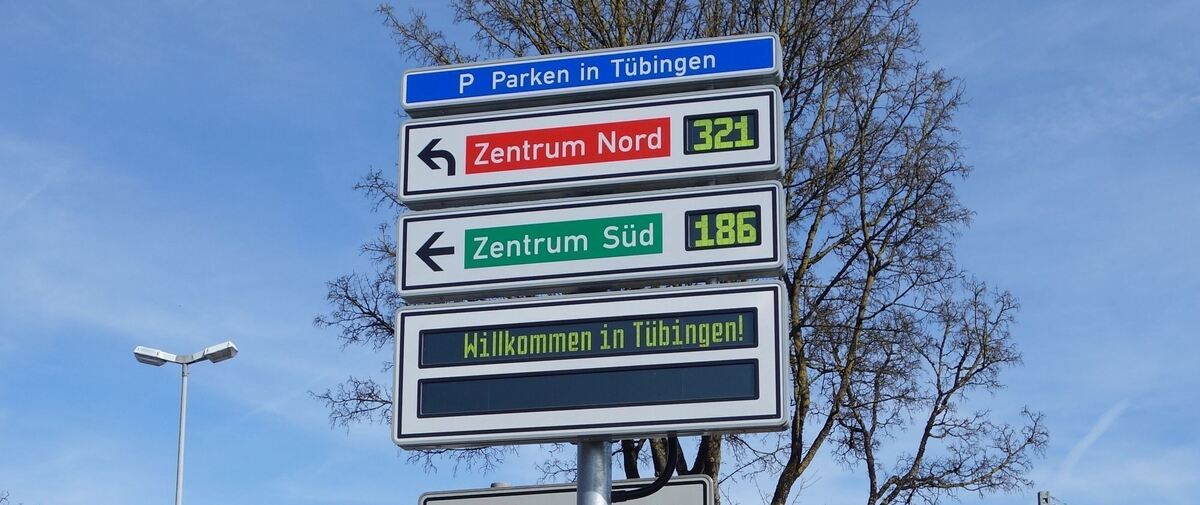 P Parken in Tübingen
Zentrum Nord 321
Zentrum Süd 186
Willkommen in Tübingen!